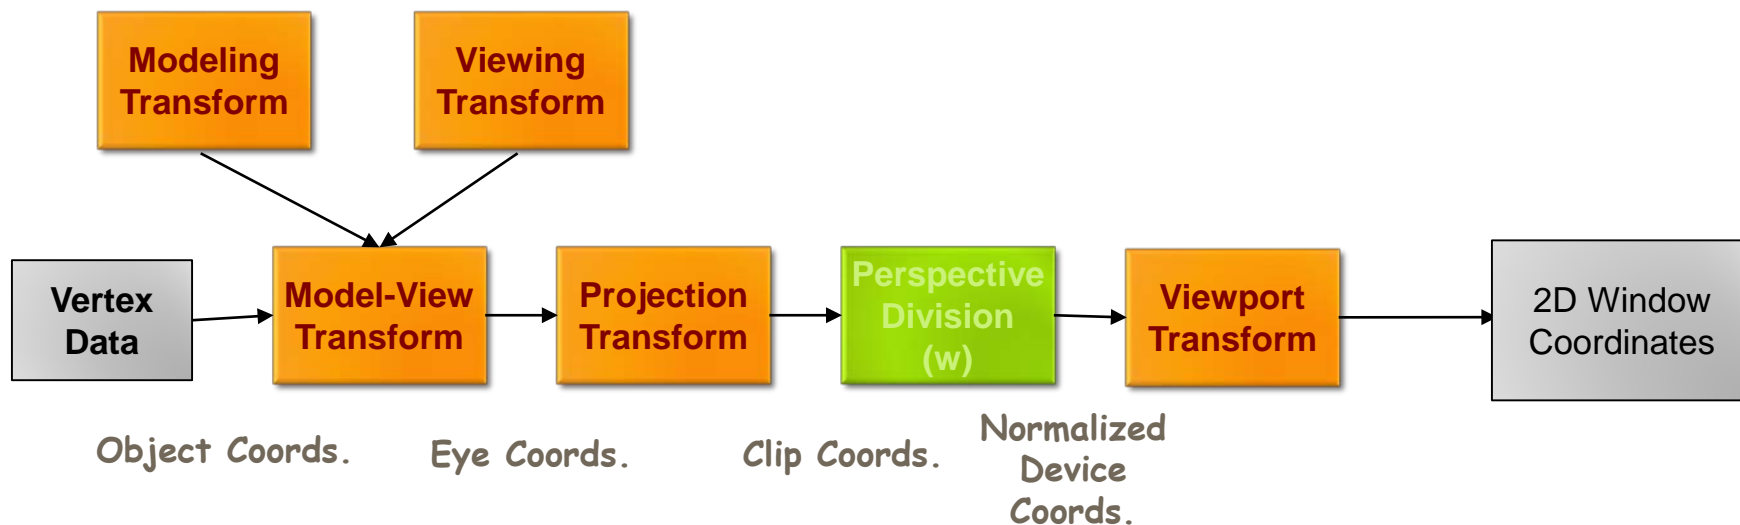 Modeling
Transform
Viewing
Transform
Vertex
Data
Model-View
Transform
Projection
Transform
Perspective
Division
(w)
Viewport
Transform
2D Window
Coordinates
Object Coords.
Eye Coords.
Clip Coords.
Normalized
Device
Coords.